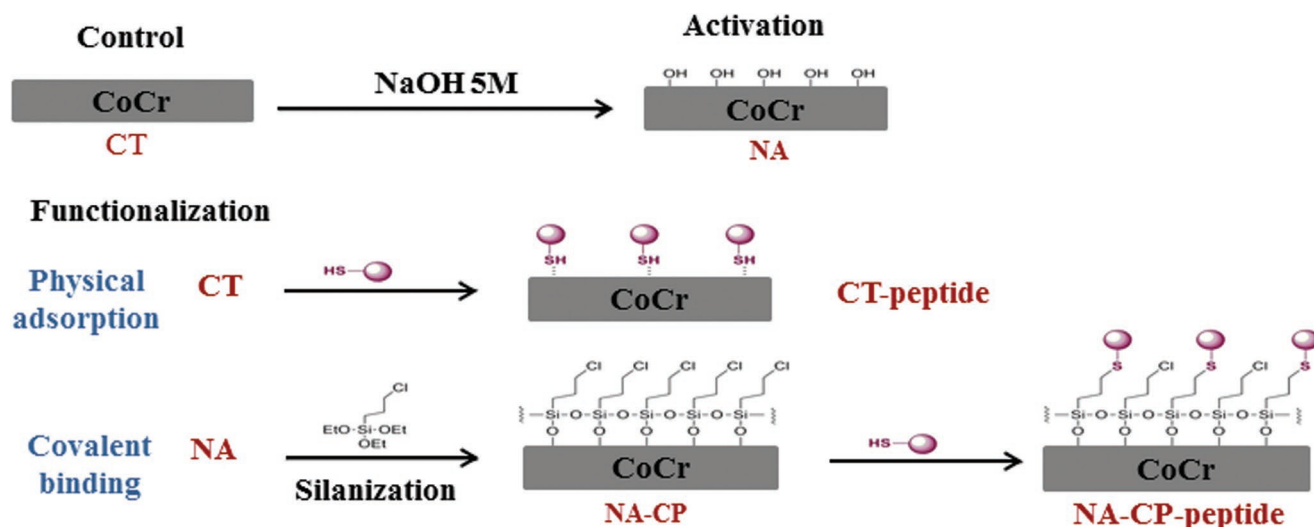 Control
Activation
NaOH 5M
OH OH OH OH OH
CoCr
CT
CoCr
NA
Functionalization
Physical
adsorption
CT
HS
SH SH SH
CoCr
CT-peptide
Covalent
binding
NA
Cl
EtO-Si-OEt
OEt
Silanization
Cl Cl Cl Cl Cl
Si-O-Si-O-Si-O-Si-O-Si
O O O O O
CoCr
NA-CP
HS
S Cl S Cl S
Si-O-Si-O-Si-O-Si-O-Si
O O O O O
CoCr
NA-CP-peptide